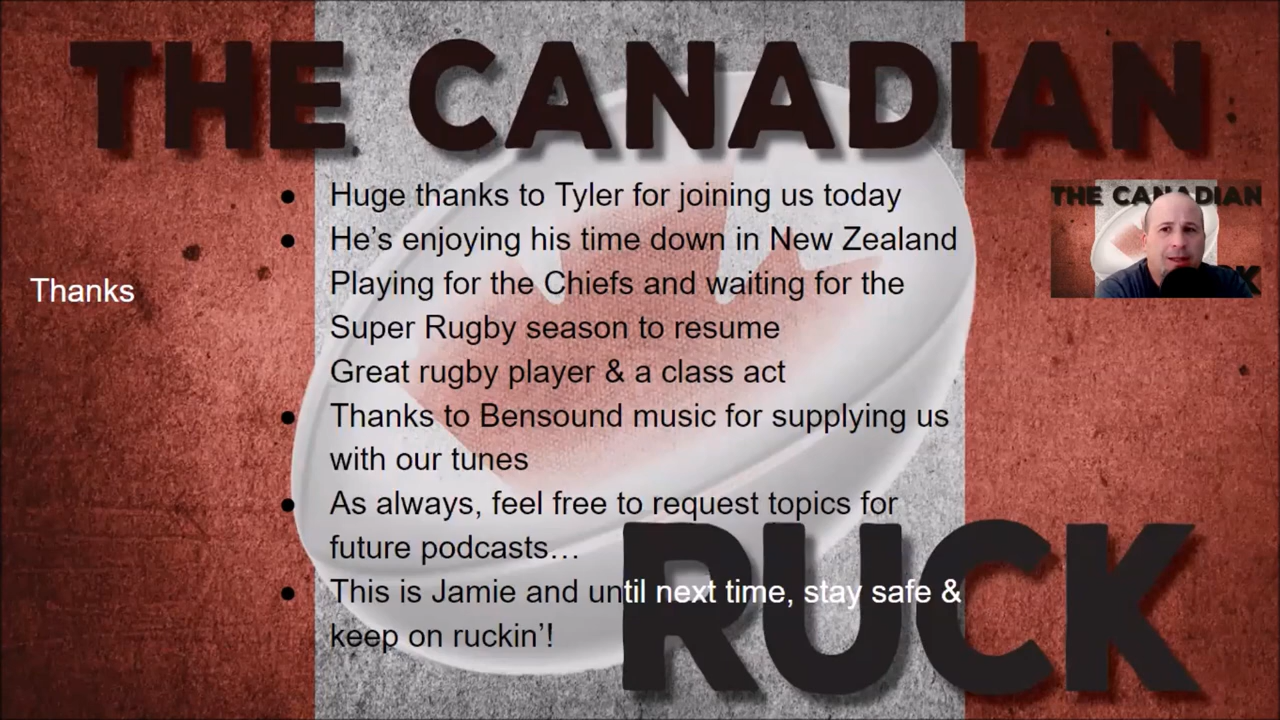 THE CANADIAN
Huge thanks to Tyler for joining us today
THE CANADIAN
He’s enjoying his time down in New Zealand
Thanks
Playing for the Chiefs and waiting for the
Super Rugby season to resume
Great rugby player & a class act
Thanks to Bensound music for supplying us
with our tunes
As always, feel free to request topics for
future podcasts…
This is Jamie and until next time, stay safe &
keep on ruckin’!
RUCK